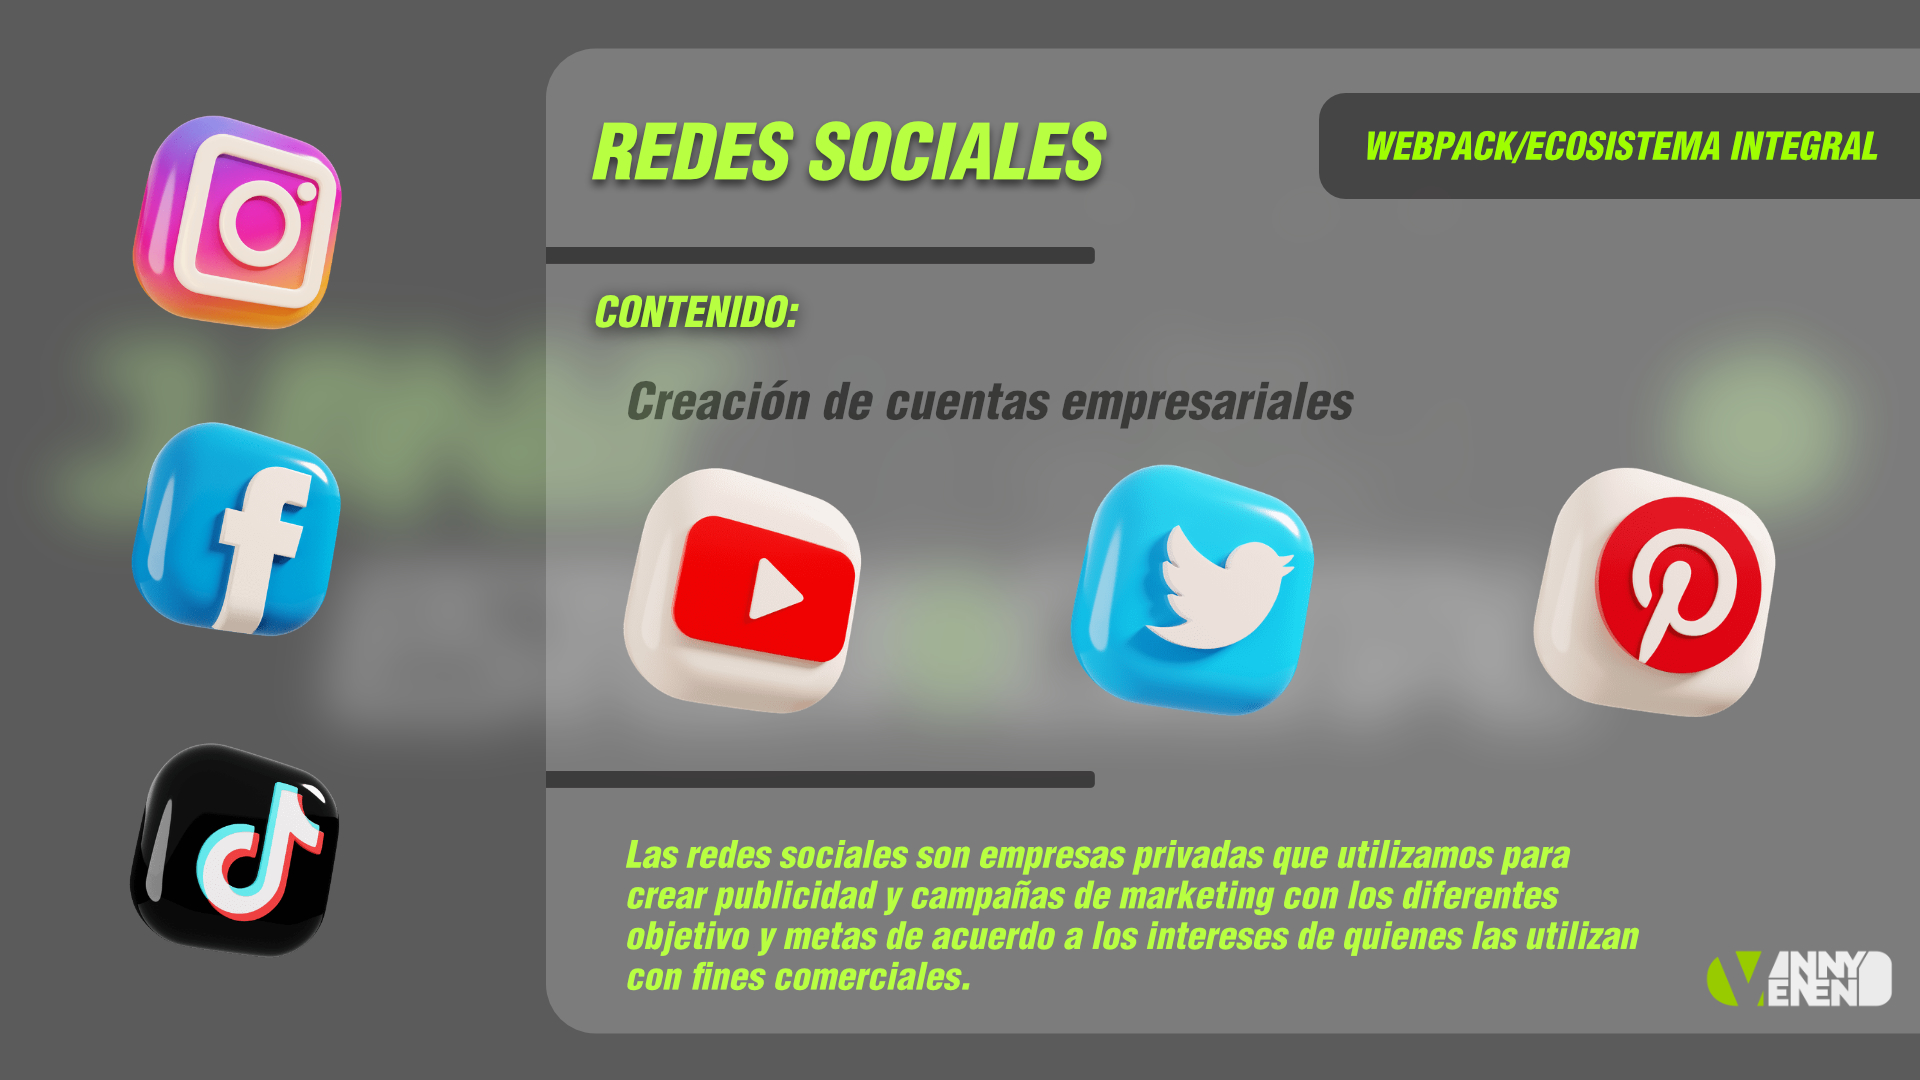 REDES SOCIALES
WEBPACK/ECOSISTEMA INTEGRAL
CONTENIDO:
Creación de cuentas empresariales
Las redes sociales son empresas privadas que utilizamos para
crear publicidad y campañas de marketing con los diferentes
objetivo y metas de acuerdo a los intereses de quienes las utilizan
con fines comerciales.